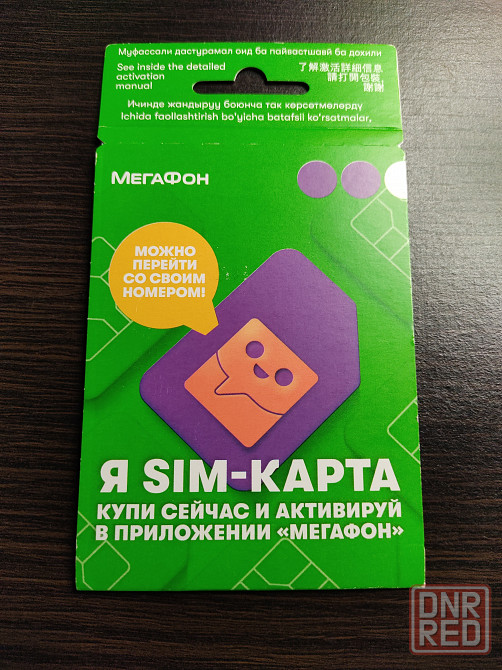 Муфассали дастурамал оид ба пайвастшавӣ ба дохили
See inside the detailed
activation
manual
了解激活詳細信息
請打開包裝,
謝謝
Ичинде жандыруу боюнча так көрсөтмөлөрдү
Ichida faollashtirish bo'yicha batafsil ko'rsatmalar,
МЕГАФОН
МОЖНО
ПЕРЕЙТИ
СО СВОИМ
НОМЕРОМ!
Я SIM-КАРТА
КУПИ СЕЙЧАС И АКТИВИРУЙ
В ПРИЛОЖЕНИИ «МЕГАФОН»
DNR
RED